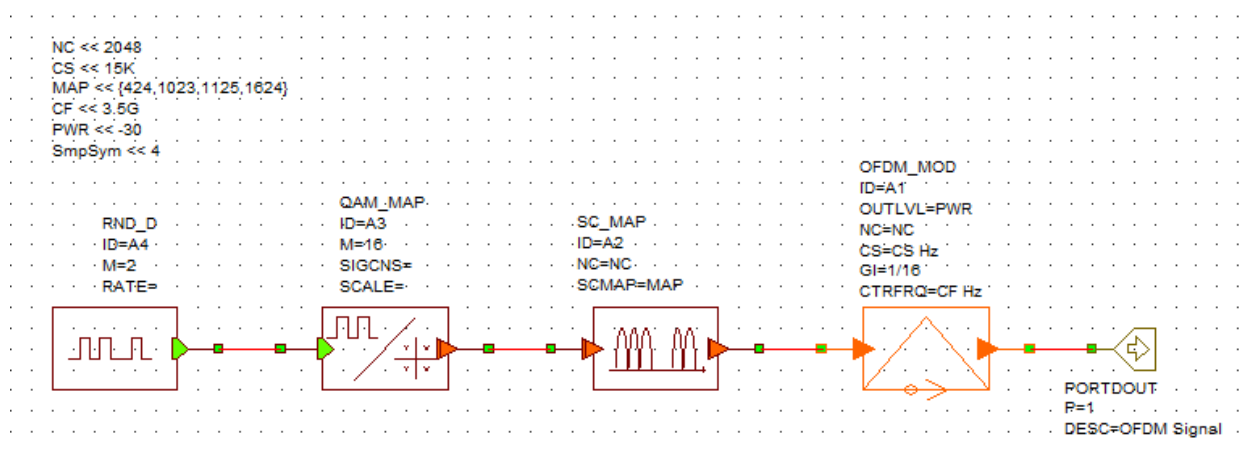 NC << 2048
CS << 15K
MAP << {424,1023,1125,1624}
CF << 3.5G
PWR << -30
SmpSym << 4
RND_D
ID=A4
M=2
RATE=
QAM_MAP
ID=A3
M=16
SIGCNS=
SCALE=
SC_MAP
ID=A2
NC=NC
SCMAP=MAP
OFDM_MOD
ID=A1
OUTLVL=PWR
NC=NC
CS=CS Hz
GI=1/16
CTRFRQ=CF Hz
PORTDOUT
P=1
DESC=OFDM Signal